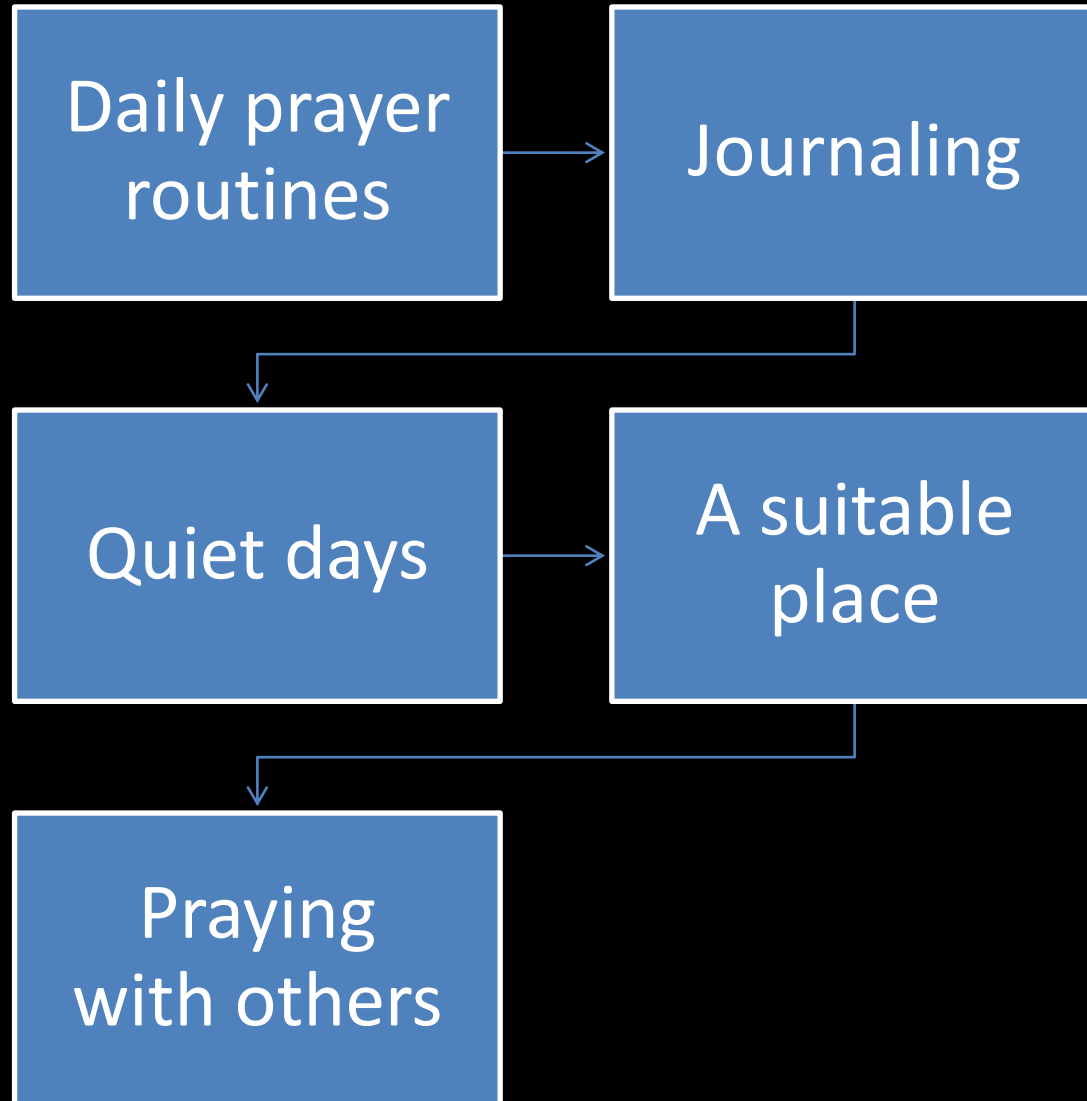 Daily prayer
routines
Journaling
Quiet days
A suitable
place
Praying
with others